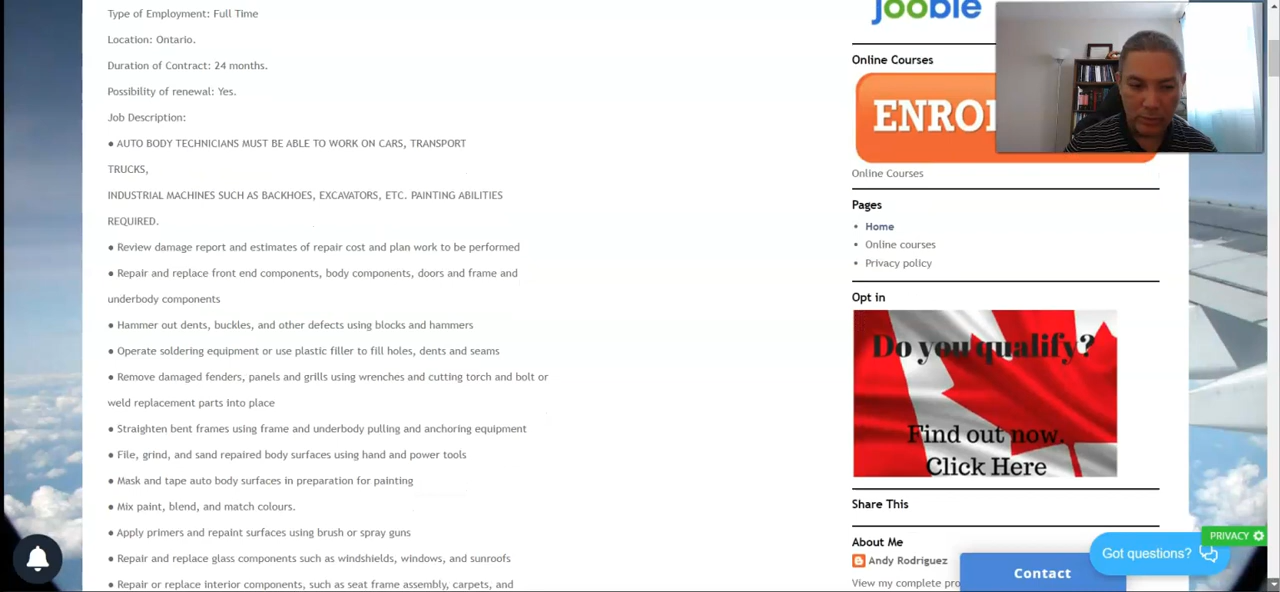 Type of Employment: Full Time
Location: Ontario.
Duration of Contract: 24 months.
Possibility of renewal: Yes.
Job Description:
● AUTO BODY TECHNICIANS MUST BE ABLE TO WORK ON CARS, TRANSPORT
TRUCKS,
INDUSTRIAL MACHINES SUCH AS BACKHOES, EXCAVATORS, ETC. PAINTING ABILITIES
REQUIRED.
● Review damage report and estimates of repair cost and plan work to be performed
● Repair and replace front end components, body components, doors and frame and
underbody components
● Hammer out dents, buckles, and other defects using blocks and hammers
● Operate soldering equipment or use plastic filler to fill holes, dents and seams
● Remove damaged fenders, panels and grills using wrenches and cutting torch and bolt or
weld replacement parts into place
● Straighten bent frames using frame and underbody pulling and anchoring equipment
● File, grind, and sand repaired body surfaces using hand and power tools
● Mask and tape auto body surfaces in preparation for painting
● Mix paint, blend, and match colours.
● Apply primers and repaint surfaces using brush or spray guns
● Repair and replace glass components such as windshields, windows, and sunroofs
● Repair or replace interior components, such as seat frame assembly, carpets, and
jooble
Online Courses
Online Courses
Pages
• Home
• Online courses
• Privacy policy
Opt in
Do you qualify?
Find out now.
Click Here
Share This
About Me
Andy Rodriguez
View my complete
PRIVACY
Got questions?
Contact